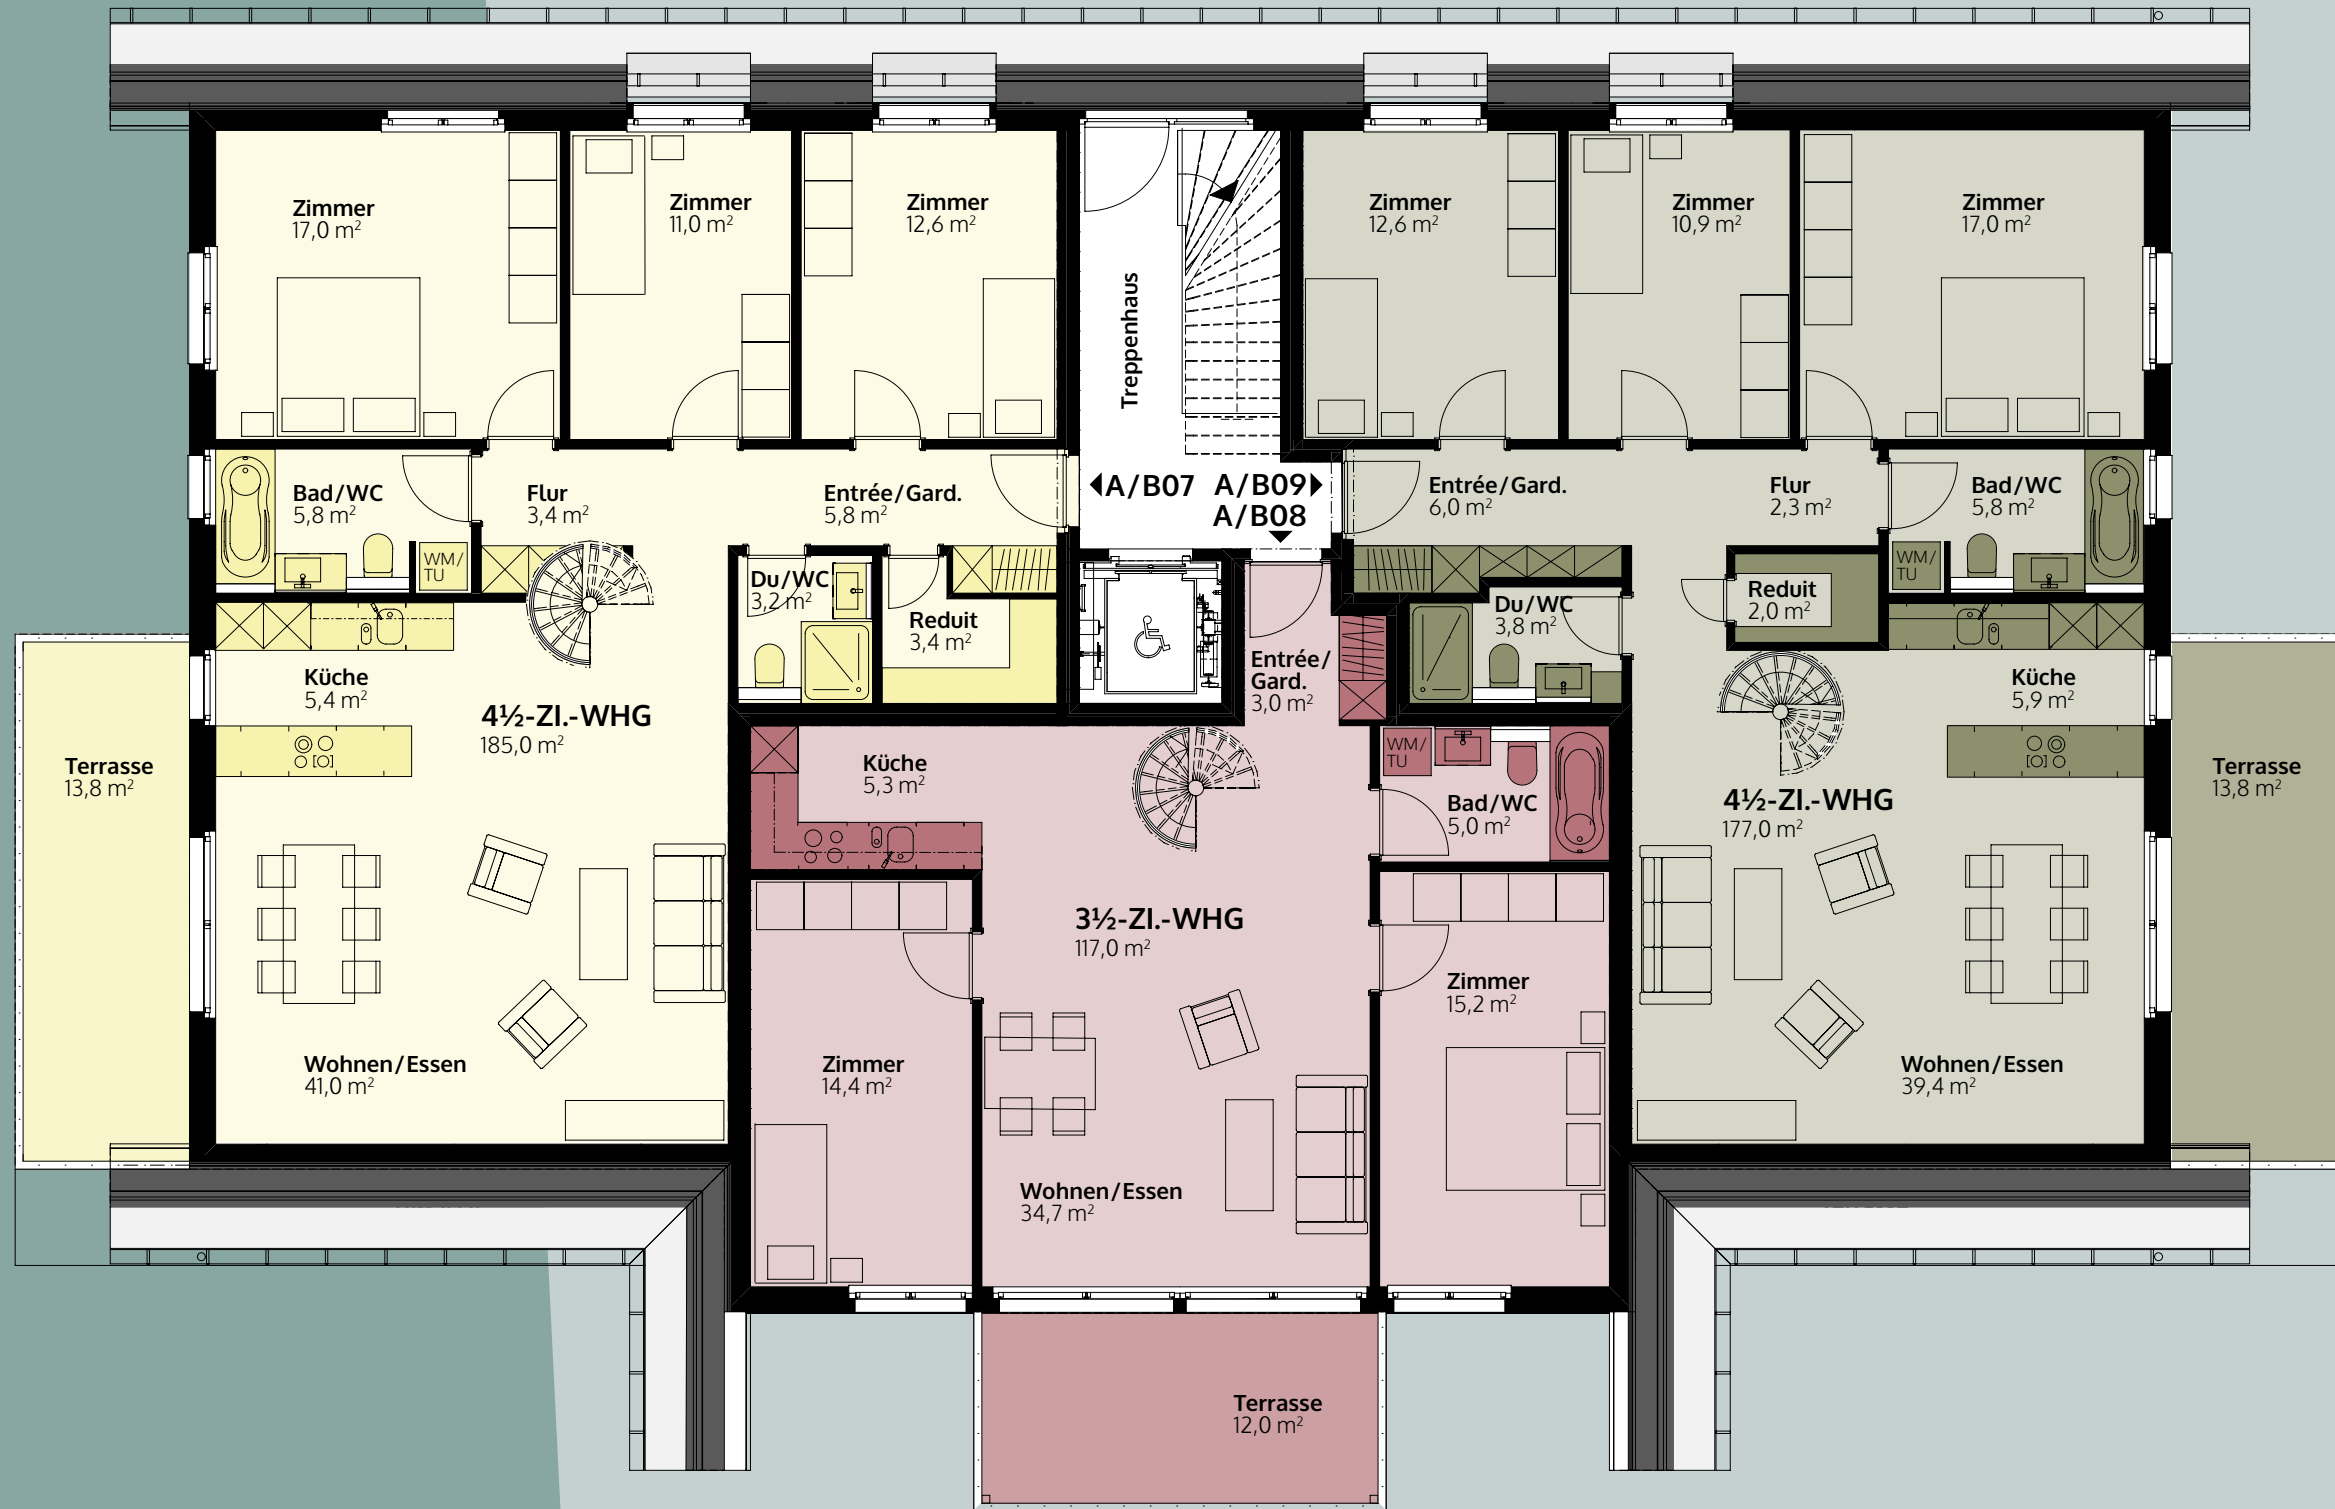 Zimmer
17,0 m²
Zimmer
11,0 m²
Zimmer
12,6 m²
Treppenhaus
Zimmer
12,6 m²
Zimmer
10,9 m²
Zimmer
17,0 m²
Bad/WC
5,8 m²
WM/
TU
Flur
3,4 m²
Entrée/Gard.
5,8 m²
A/B07
A/B09
A/B08
Entrée/Gard.
6,0 m²
Flur
2,3 m²
Bad/WC
5,8 m²
WM/
TU
Du/WC
3,2 m²
Reduit
3,4 m²
Entrée/
Gard.
3,0 m²
Du/WC
3,8 m²
Reduit
2,0 m²
Küche
5,4 m²
4½-ZI.-WHG
185,0 m²
Küche
5,9 m²
Terrasse
13,8 m²
Küche
5,3 m²
WM/
TU
Bad/WC
5,0 m²
4½-ZI.-WHG
177,0 m²
Terrasse
13,8 m²
3½-ZI.-WHG
117,0 m²
Zimmer
15,2 m²
Wohnen/Essen
41,0 m²
Zimmer
14,4 m²
Wohnen/Essen
39,4 m²
Wohnen/Essen
34,7 m²
Terrasse
12,0 m²